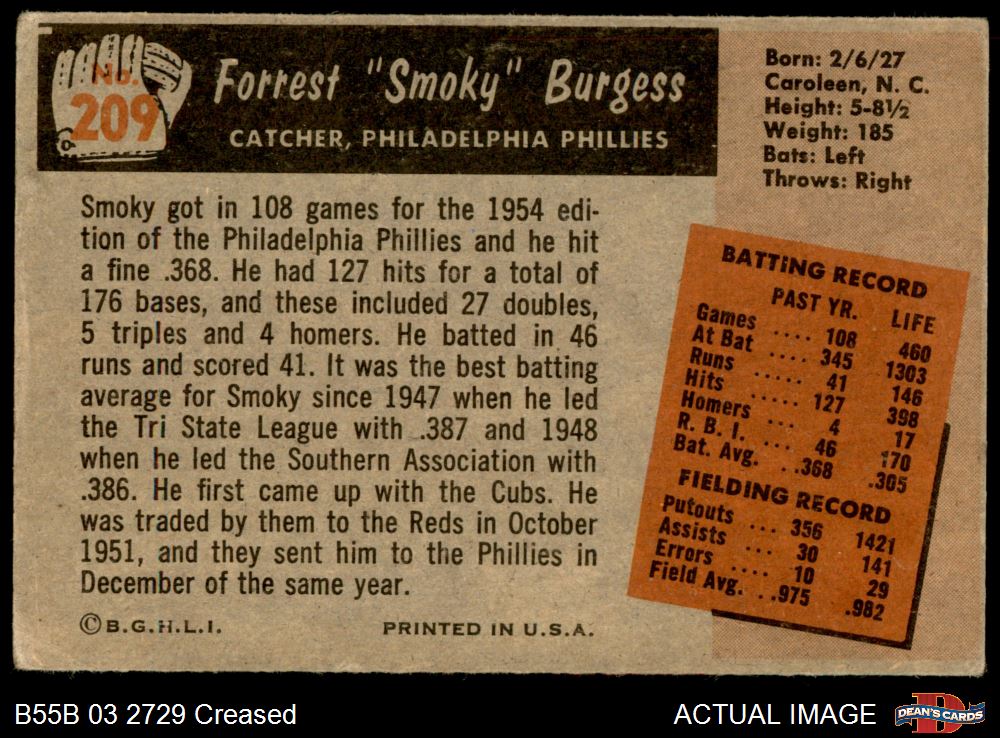 No.
209
Forrest "Smoky" Burgess
CATCHER, PHILADELPHIA PHILLIES
Born: 2/6/27
Caroleen, N. C.
Height: 5-8½
Weight: 185
Bats: Left
Throws: Right
Smoky got in 108 games for the 1954 edi-
tion of the Philadelphia Phillies and he hit
a fine .368. He had 127 hits for a total of
176 bases, and these included 27 doubles,
5 triples and 4 homers. He batted in 46
runs and scored 41. It was the best batting
average for Smoky since 1947 when he led
the Tri State League with .387 and 1948
when he led the Southern Association with
.386. He first came up with the Cubs. He
was traded by them to the Reds in October
1951, and they sent him to the Phillies in
December of the same year.
©B.G.H.L.I. PRINTED IN U.S.A.
BATTING RECORD
PAST YR. LIFE
Games .... 108 460
At Bat .... 345 1303
Runs ..... 41 146
Hits ..... 127 398
Homers .... 4 17
R. B. I. ... 46 170
Bat. Avg. ..368 .305
FIELDING RECORD
Putouts ... 356 1421
Assists ... 30 141
Errors .... 10 29
Field Avg. ..975 .982
B55B 03 2729 Creased
ACTUAL IMAGE
D
DEAN'S CARDS